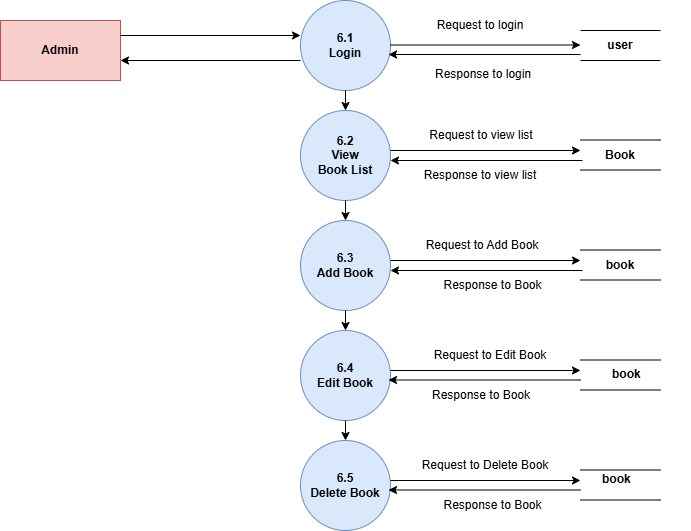 Admin
6.1
Login
Request to login
Response to login
user
6.2
View
Book List
Request to view list
Response to view list
Book
6.3
Add Book
Request to Add Book
Response to Book
book
6.4
Edit Book
Request to Edit Book
Response to Book
book
6.5
Delete Book
Request to Delete Book
Response to Book
book